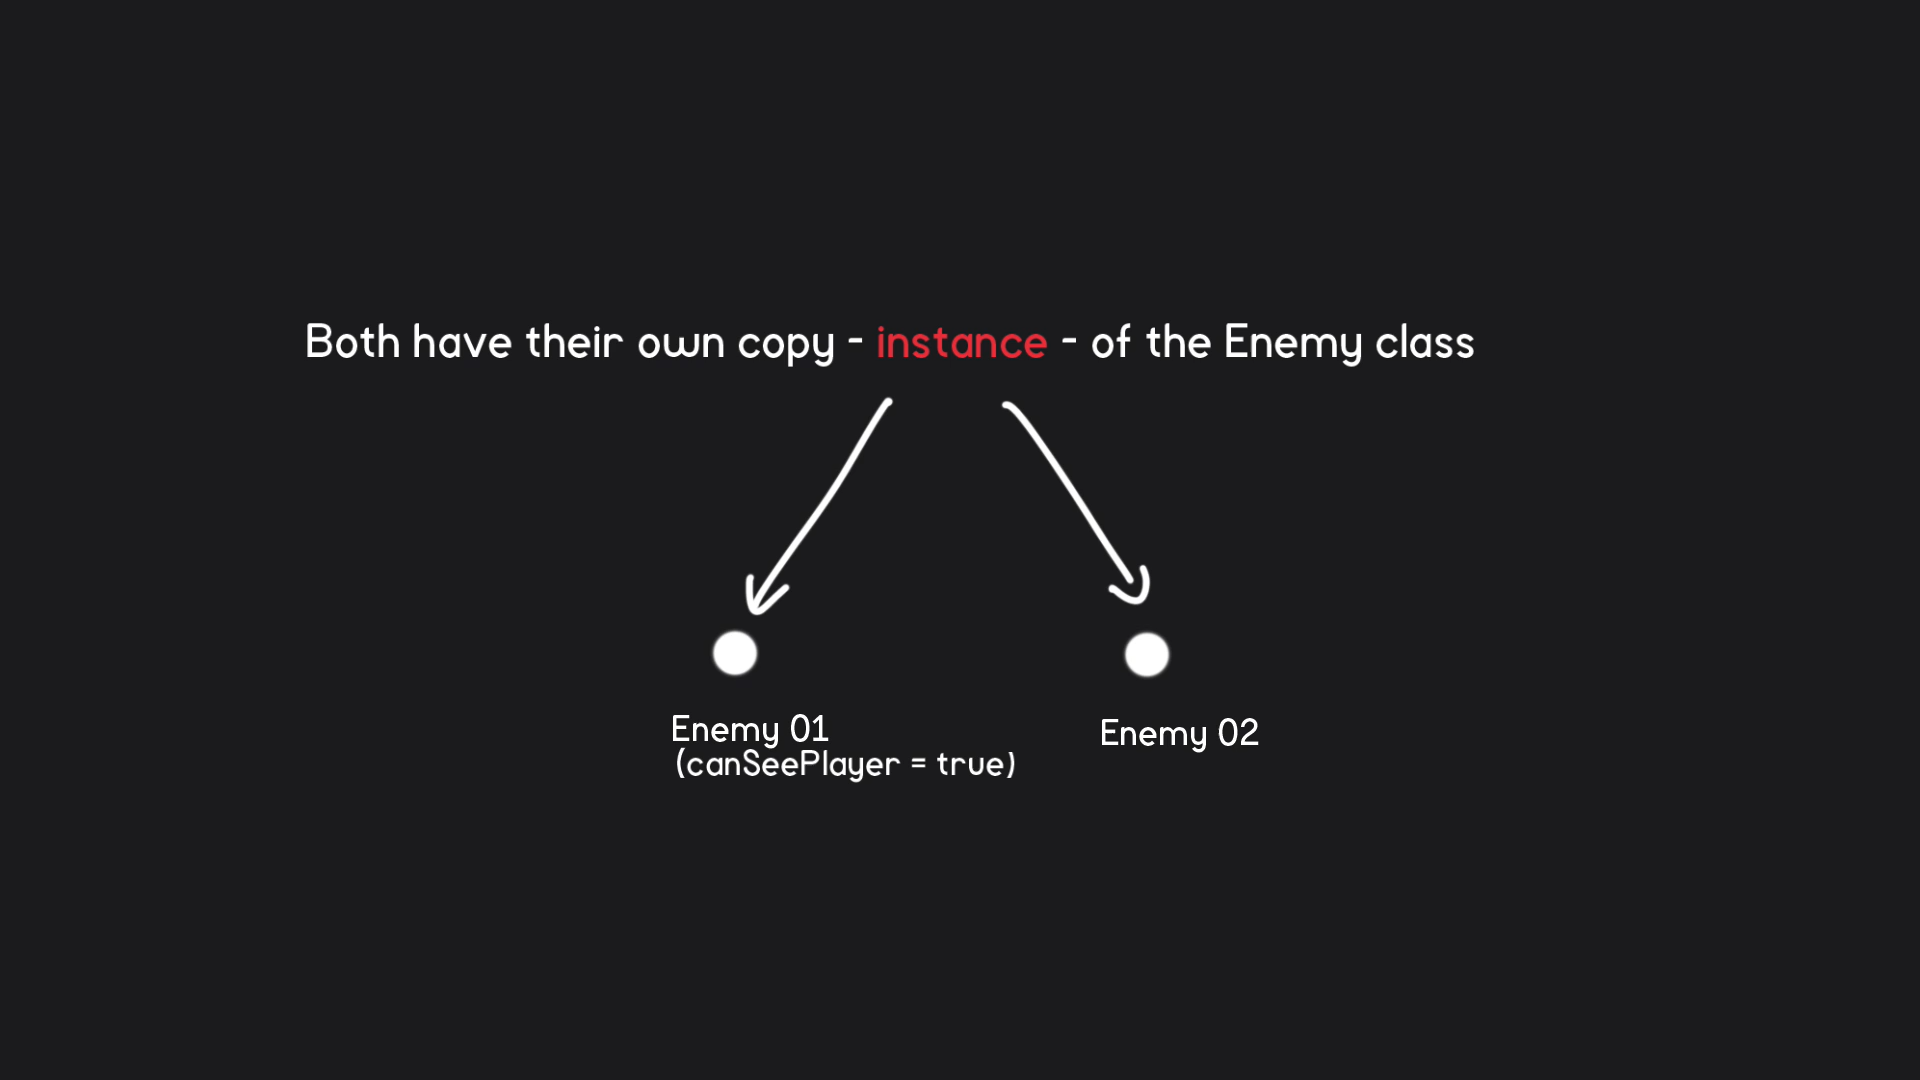 Both have their own copy - instance - of the Enemy class
Enemy 01
(canSeePlayer = true)
Enemy 02